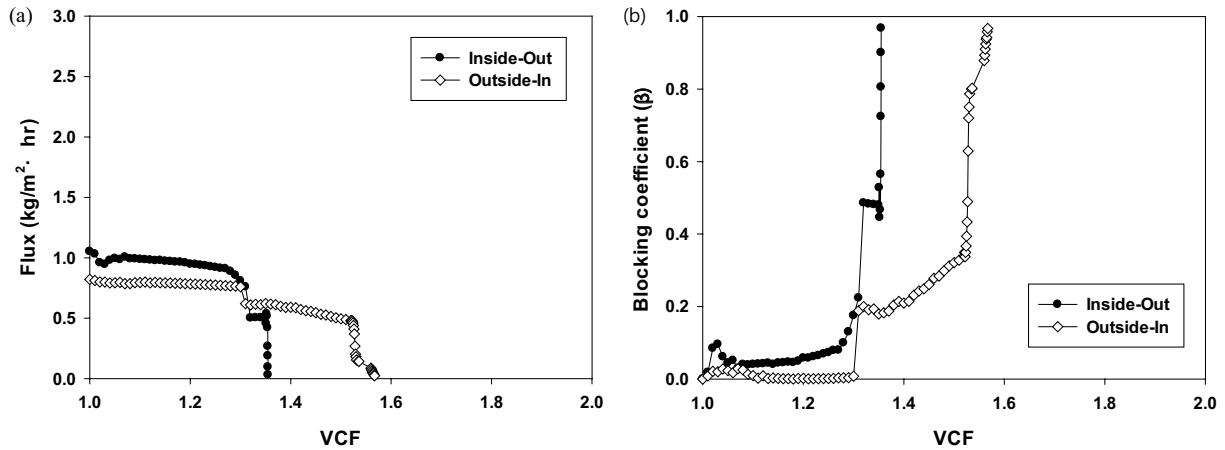 (a)
3.0
2.5
2.0
1.5
1.0
0.5
0.0
Flux (kg/m²· hr)
Inside-Out
Outside-In
1.0 1.2 1.4 1.6 1.8 2.0
VCF
(b)
1.0
0.8
0.6
0.4
0.2
0.0
Blocking coefficient (β)
Inside-Out
Outside-In
1.0 1.2 1.4 1.6 1.8 2.0
VCF